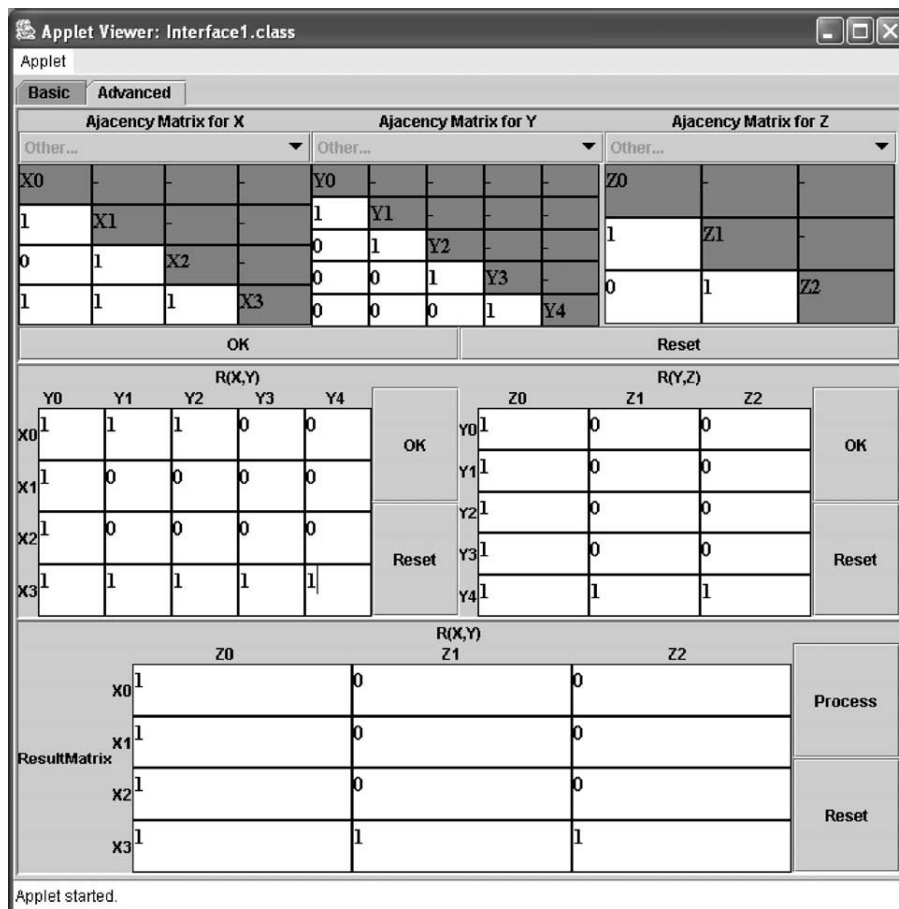 Applet Viewer: Interface1.class
Applet
Basic Advanced
Ajacency Matrix for X Ajacency Matrix for Y Ajacency Matrix for Z
Other... Other... Other...
X0 - - -
1 X1 - -
0 1 X2 -
1 1 1 X3
Y0 - - - -
1 Y1 - - -
0 1 Y2 - -
0 0 1 Y3 -
0 0 0 1 Y4
Z0 - -
1 Z1 -
0 1 Z2
OK Reset
R(X,Y)
Y0 Y1 Y2 Y3 Y4
X0 1 1 1 0 0
X1 1 0 0 0 0
X2 1 0 0 0 0
X3 1 1 1 1 1
OK
Reset
R(Y,Z)
Z0 Z1 Z2
Y0 1 0 0
Y1 1 0 0
Y2 1 0 0
Y3 1 0 0
Y4 1 1 1
OK
Reset
R(X,Y)
Z0 Z1 Z2
ResultMatrix
X0 1 0 0
X1 1 0 0
X2 1 0 0
X3 1 1 1
Process
Reset
Applet started.